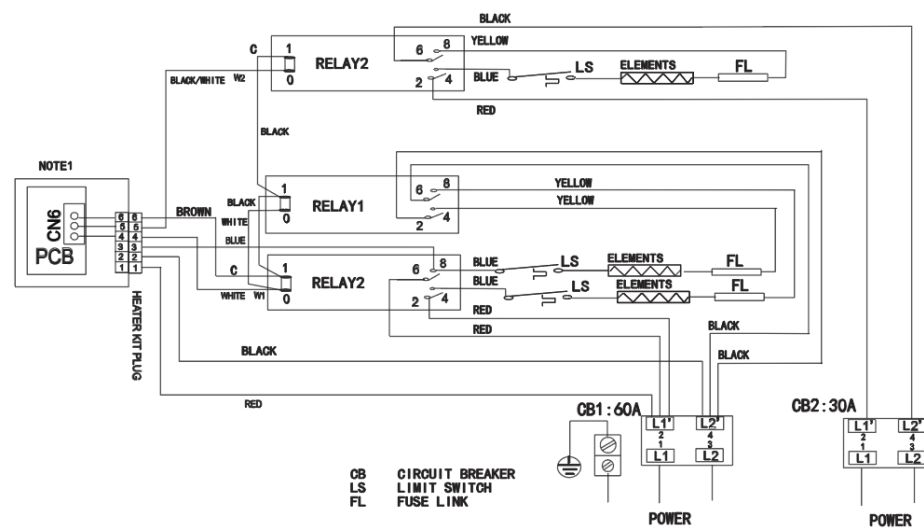 BLACK
C 1 RELAY2 6 8 YELLOW
LS ELEMENTS FL
BLACK/WHITE W2 0 2 4 BLUE
RED
BLACK
NOTE1
1 RELAY1 6 8 YELLOW
BLACK
YELLOW
0 2 4
WHITE
BROWN
CN6
PCB
6 6
5 5
4 4
3 3
2 2
1 1
HEATER KIT PLUG
BLUE
C 1 RELAY2 6 8 BLUE LS ELEMENTS FL
BLUE LS ELEMENTS FL
WHITE W1 0 2 4
RED
RED
BLACK
BLACK
BLACK
RED
CB1:60A
L1' L2'
2 4
1 3
L1 L2
POWER
CB2:30A
L1' L2'
2 4
1 3
L1 L2
POWER
CB CIRCUIT BREAKER
LS LIMIT SWITCH
FL FUSE LINK